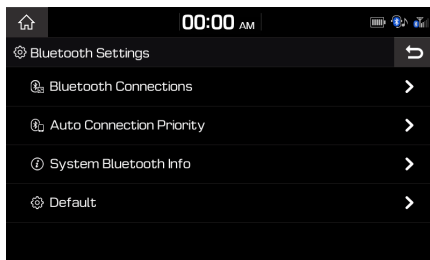 00:00 AM
Bluetooth Settings
Bluetooth Connections
Auto Connection Priority
System Bluetooth Info
Default